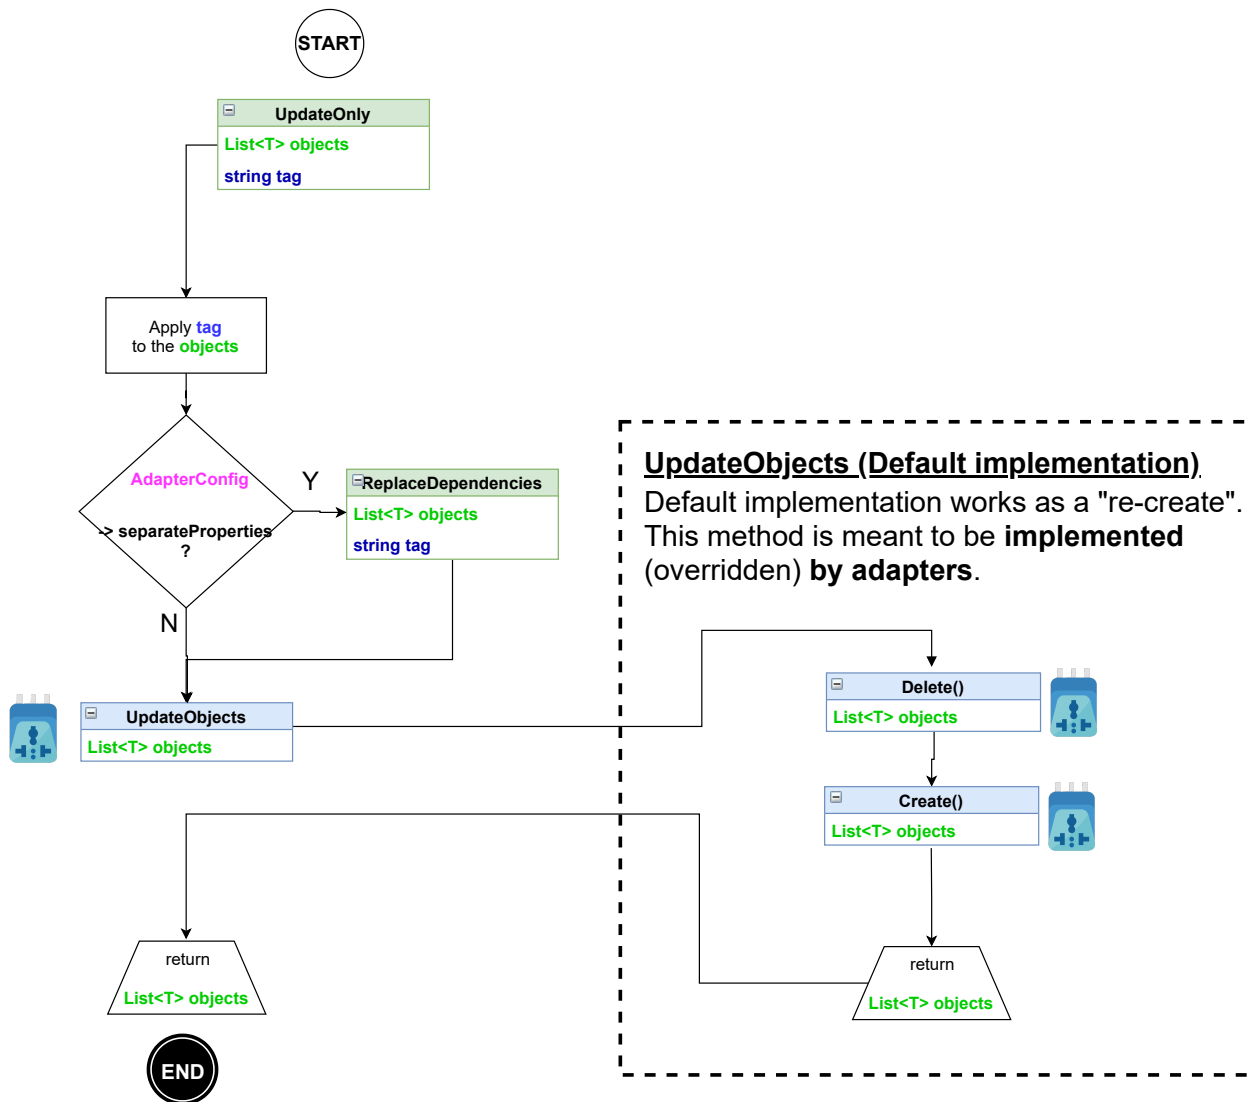 START
UpdateOnly
List<T> objects
string tag
Apply tag
to the objects
AdapterConfig
-> separateProperties
?
Y
N
ReplaceDependencies
List<T> objects
string tag
UpdateObjects
List<T> objects
UpdateObjects (Default implementation)
Default implementation works as a "re-create".
This method is meant to be implemented
(overridden) by adapters.
Delete()
List<T> objects
Create()
List<T> objects
return
List<T> objects
return
List<T> objects
END